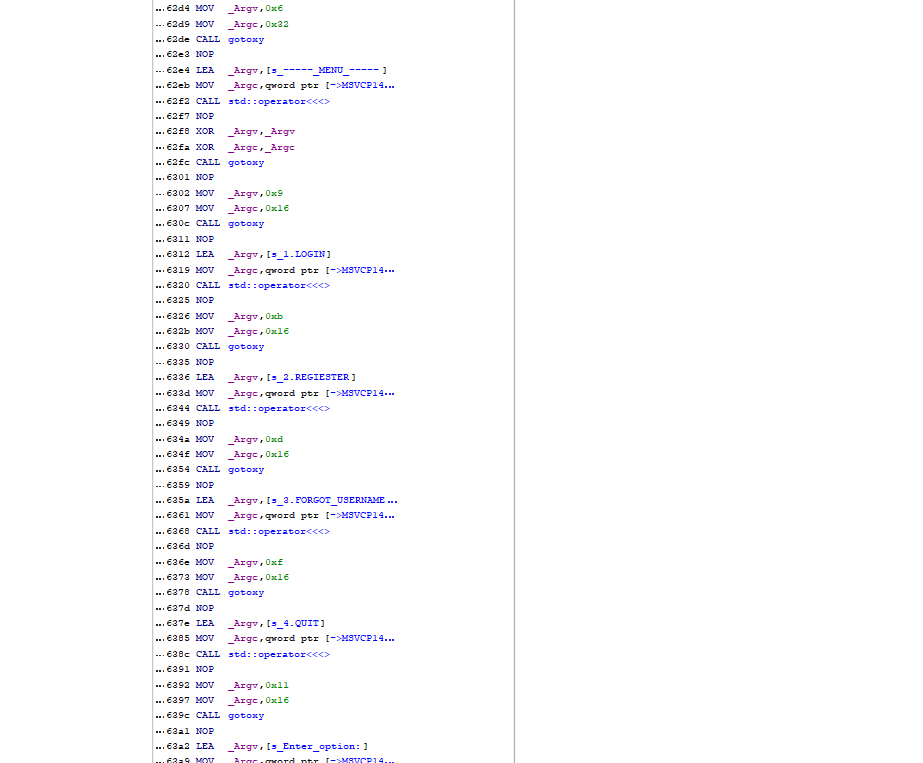 ...62d4 MOV _Argv,0x6
...62d9 MOV _Argc,0x32
...62de CALL gotoxy
...62e3 NOP
...62e4 LEA _Argv,[s_-----_MENU_-----]
...62eb MOV _Argc,qword ptr [->MSVCP14...
...62f2 CALL std::operator<<<>
...62f7 NOP
...62f8 XOR _Argv,_Argv
...62fa XOR _Argc,_Argc
...62fc CALL gotoxy
...6301 NOP
...6302 MOV _Argv,0x9
...6307 MOV _Argc,0x16
...630c CALL gotoxy
...6311 NOP
...6312 LEA _Argv,[s_1.LOGIN]
...6319 MOV _Argc,qword ptr [->MSVCP14...
...6320 CALL std::operator<<<>
...6325 NOP
...6326 MOV _Argv,0xb
...632b MOV _Argc,0x16
...6330 CALL gotoxy
...6335 NOP
...6336 LEA _Argv,[s_2.REGIESTER]
...633d MOV _Argc,qword ptr [->MSVCP14...
...6344 CALL std::operator<<<>
...6349 NOP
...634a MOV _Argv,0xd
...634f MOV _Argc,0x16
...6354 CALL gotoxy
...6359 NOP
...635a LEA _Argv,[s_3.FORGOT_USERNAME...
...6361 MOV _Argc,qword ptr [->MSVCP14...
...6368 CALL std::operator<<<>
...636d NOP
...636e MOV _Argv,0xf
...6373 MOV _Argc,0x16
...6378 CALL gotoxy
...637d NOP
...637e LEA _Argv,[s_4.QUIT]
...6385 MOV _Argc,qword ptr [->MSVCP14...
...638c CALL std::operator<<<>
...6391 NOP
...6392 MOV _Argv,0x11
...6397 MOV _Argc,0x16
...639c CALL gotoxy
...63a1 NOP
...63a2 LEA _Argv,[s_Enter_option:]
...63a9 MOV _Argc,qword ptr [->MSVCP14...